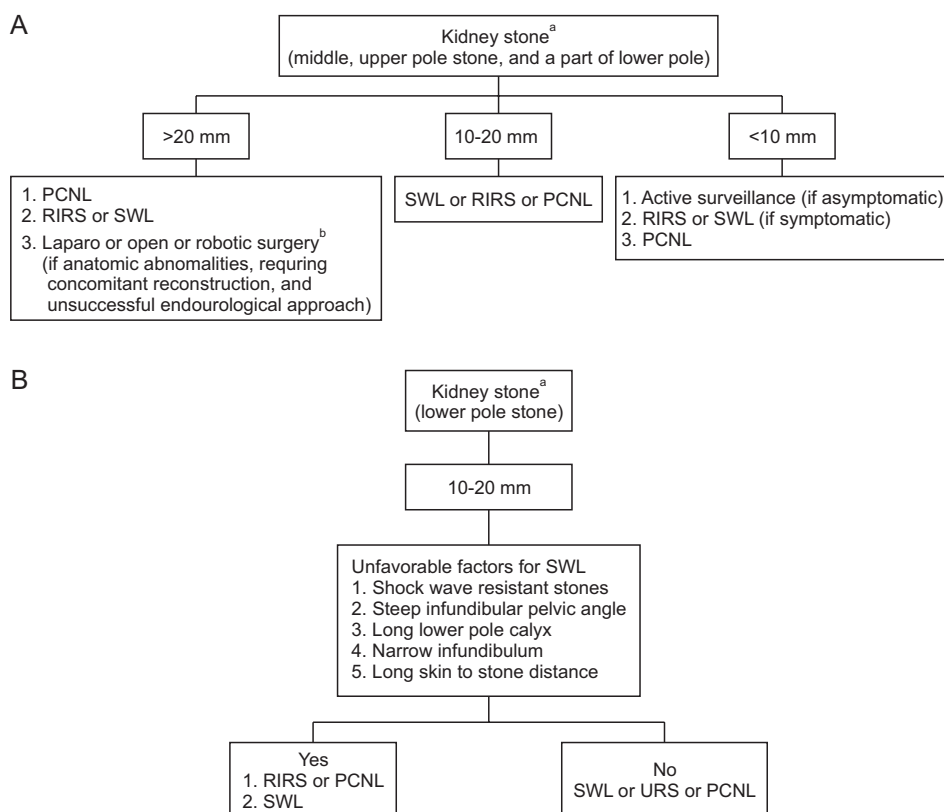 A
Kidney stoneᵃ
(middle, upper pole stone, and a part of lower pole)
>20 mm
10-20 mm
<10 mm
1. PCNL
2. RIRS or SWL
3. Laparo or open or robotic surgeryᵇ
(if anatomic abnomalities, requring
concomitant reconstruction, and
unsuccessful endourological approach)
SWL or RIRS or PCNL
1. Active surveillance (if asymptomatic)
2. RIRS or SWL (if symptomatic)
3. PCNL
B
Kidney stoneᵃ
(lower pole stone)
10-20 mm
Unfavorable factors for SWL
1. Shock wave resistant stones
2. Steep infundibular pelvic angle
3. Long lower pole calyx
4. Narrow infundibulum
5. Long skin to stone distance
Yes
1. RIRS or PCNL
2. SWL
No
SWL or URS or PCNL